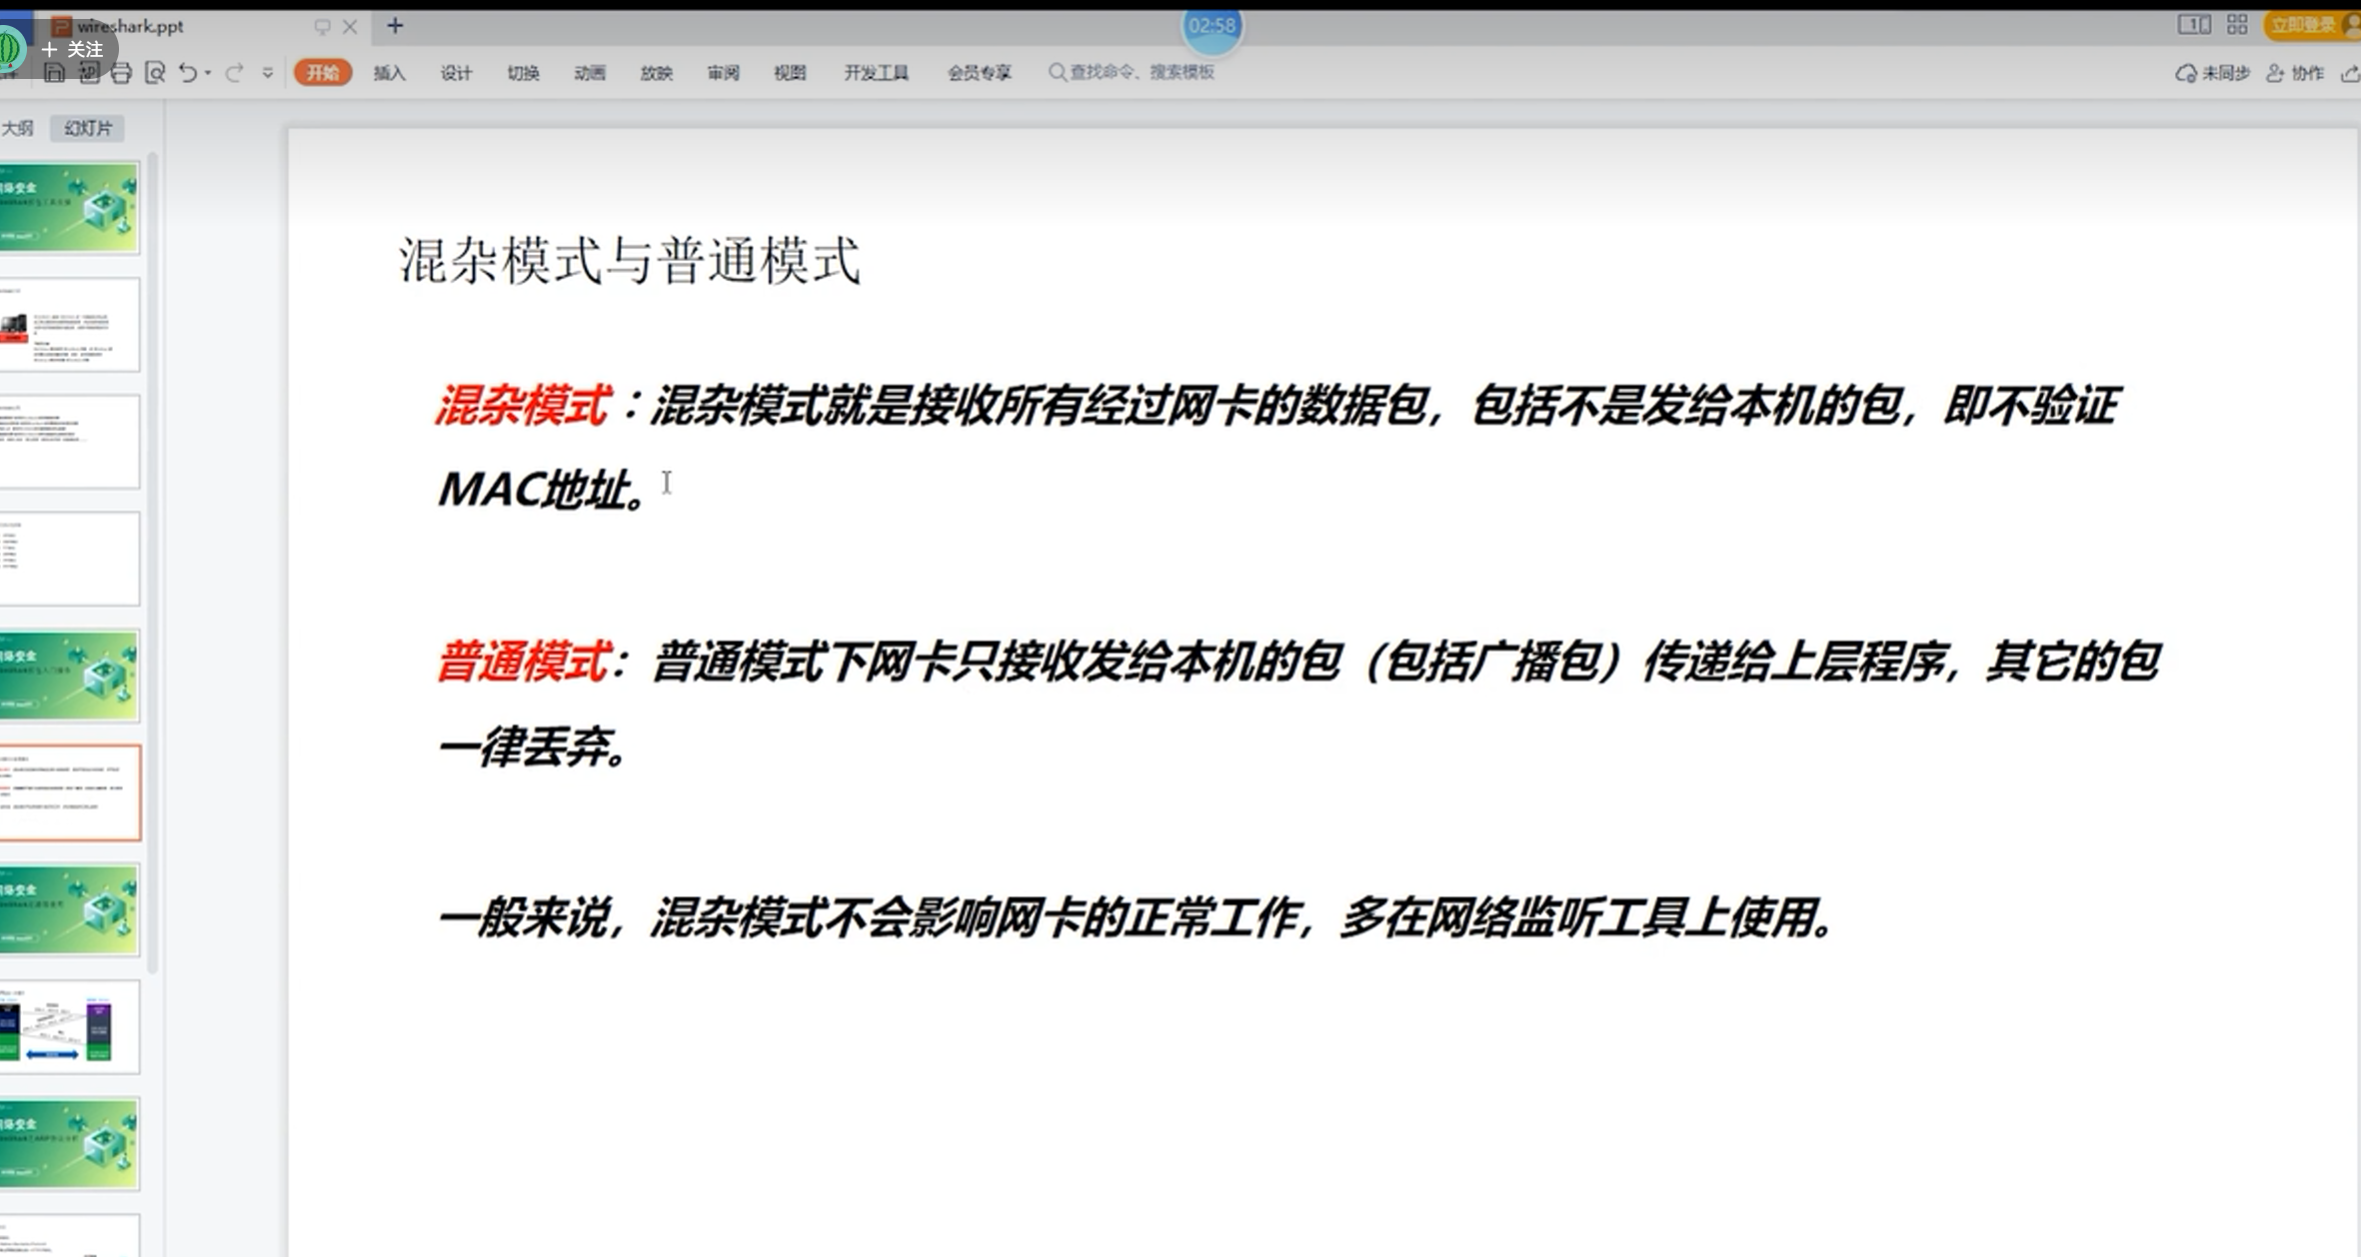 wireshark.ppt
02:58
立即登录
+ 关注
开始 插入 设计 切换 动画 放映 审阅 视图 开发工具 会员专享 查找命令、搜索模板
未同步 协作
大纲 幻灯片
混杂模式与普通模式
混杂模式：混杂模式就是接收所有经过网卡的数据包，包括不是发给本机的包，即不验证
MAC地址。
普通模式：普通模式下网卡只接收发给本机的包（包括广播包）传递给上层程序，其它的包
一律丢弃。
一般来说，混杂模式不会影响网卡的正常工作，多在网络监听工具上使用。